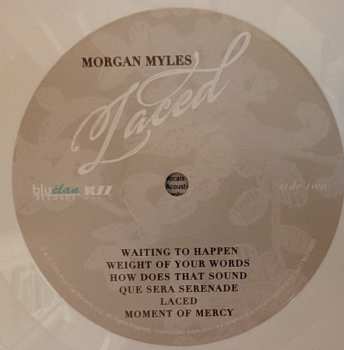 MORGAN MYLES
Laced
bluelan
side two
WAITING TO HAPPEN
WEIGHT OF YOUR WORDS
HOW DOES THAT SOUND
QUE SERA SERENADE
LACED
MOMENT OF MERCY